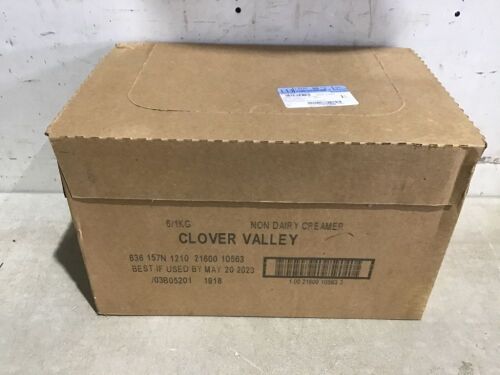 6/1KG NON DAIRY CREAMER
CLOVER VALLEY
636 157N 1210 21600 10563
BEST IF USED BY MAY 20 2023
/03B05201 1918
1 00 21600 10563 3